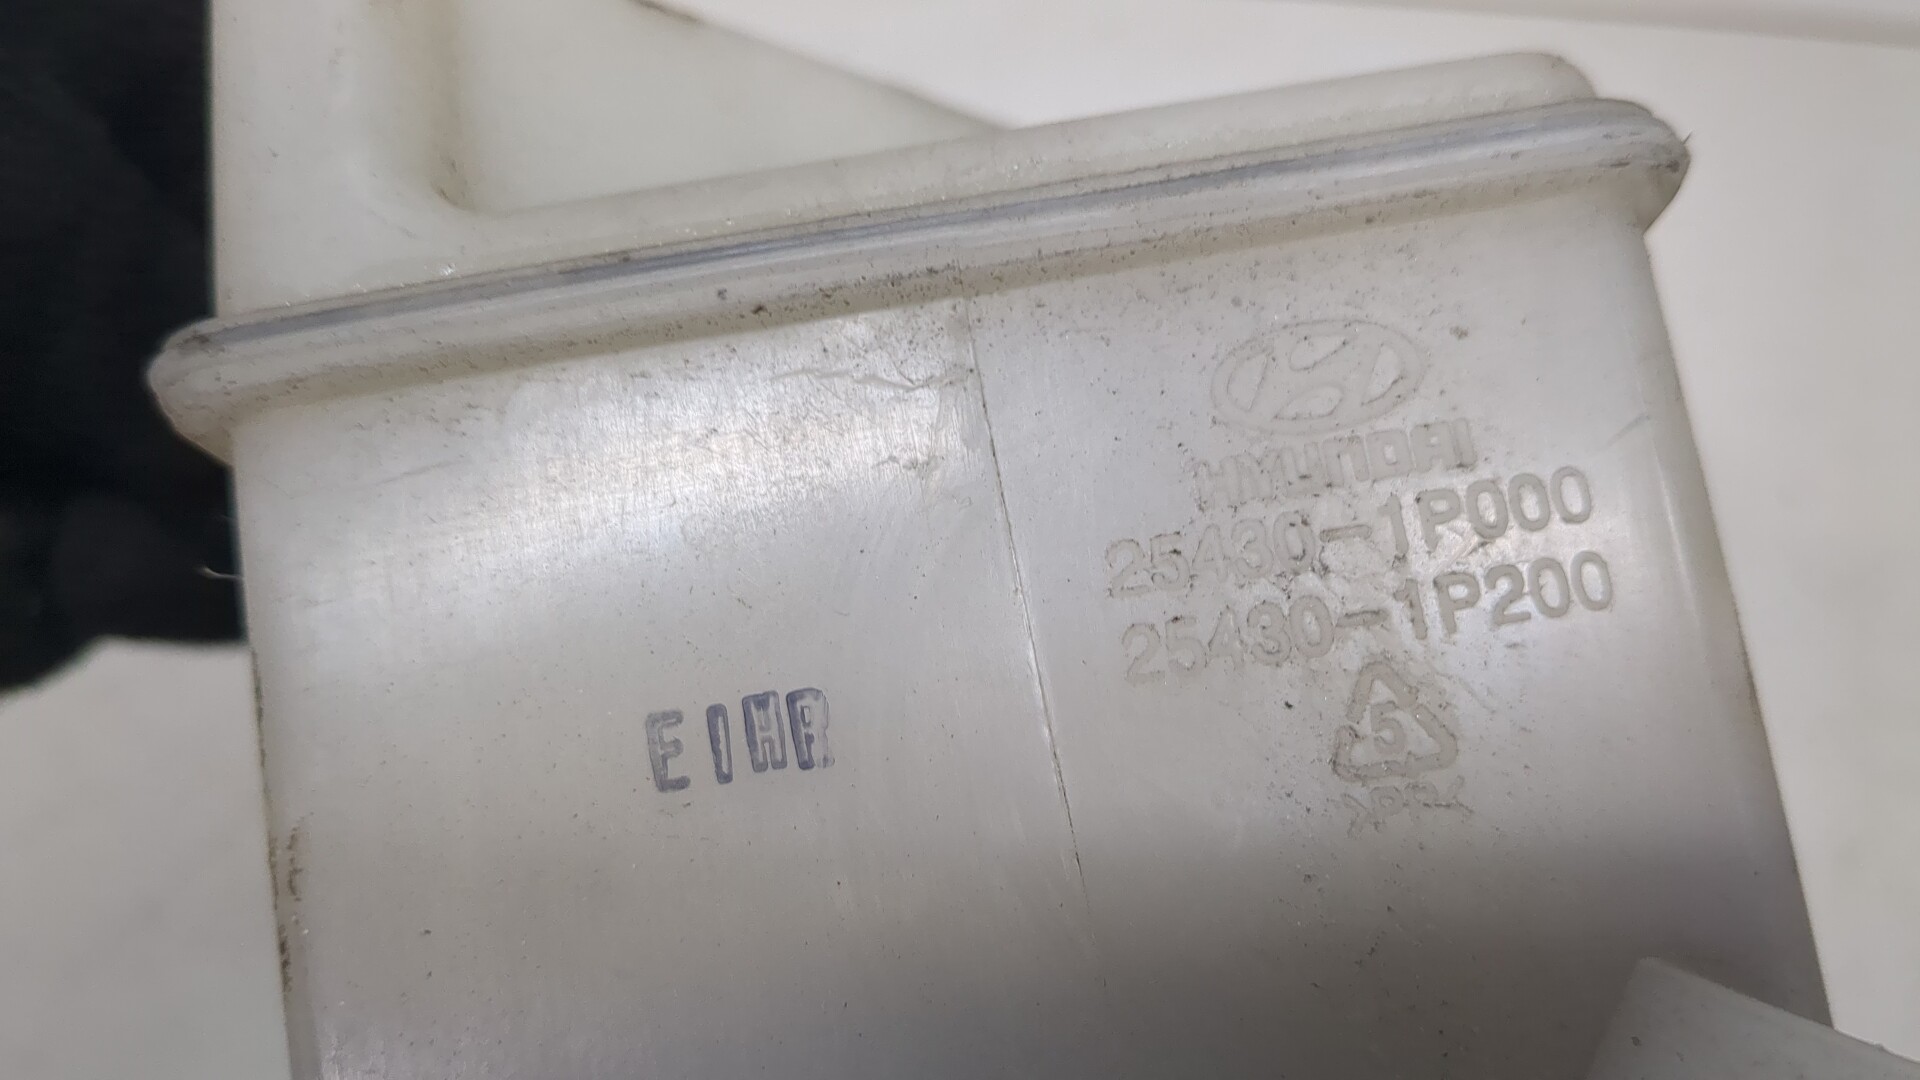 HYUNDAI
25430-1P000
25430-1P200
5
>PP<
E1HR